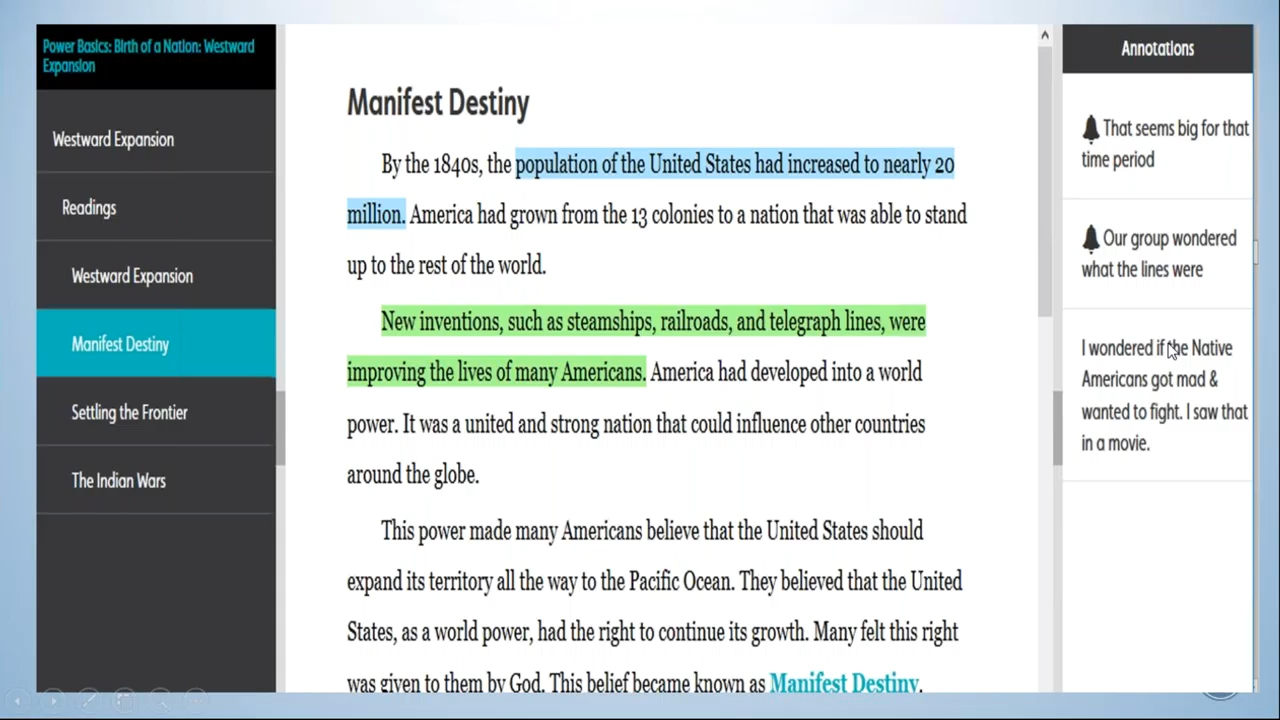 Power Basics: Birth of a Nation: Westward
Expansion
Westward Expansion
Readings
Westward Expansion
Manifest Destiny
Settling the Frontier
The Indian Wars
Manifest Destiny
By the 1840s, the population of the United States had increased to nearly 20
million. America had grown from the 13 colonies to a nation that was able to stand
up to the rest of the world.
New inventions, such as steamships, railroads, and telegraph lines, were
improving the lives of many Americans. America had developed into a world
power. It was a united and strong nation that could influence other countries
around the globe.
This power made many Americans believe that the United States should
expand its territory all the way to the Pacific Ocean. They believed that the United
States, as a world power, had the right to continue its growth. Many felt this right
was given to them by God. This belief became known as Manifest Destiny.
Annotations
That seems big for that
time period
Our group wondered
what the lines were
I wondered if the Native
Americans got mad &
wanted to fight. I saw that
in a movie.